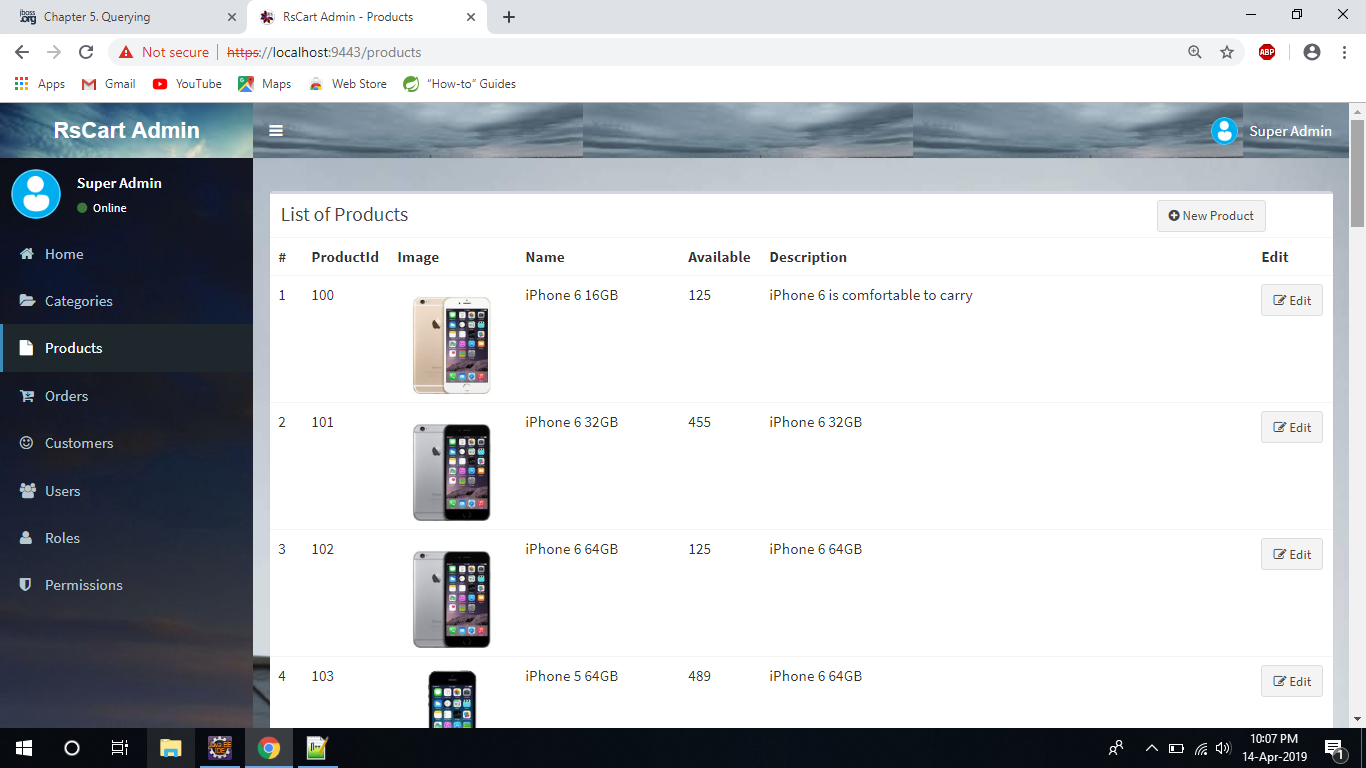 jboss.org Chapter 5. Querying
RsCart Admin - Products
Not secure | https://localhost:9443/products
ABP
Apps Gmail YouTube Maps Web Store "How-to" Guides
RsCart Admin
Super Admin
Super Admin
Online
Home
Categories
Products
Orders
Customers
Users
Roles
Permissions
List of Products
New Product
# ProductId Image Name Available Description Edit
1 100 iPhone 6 16GB 125 iPhone 6 is comfortable to carry Edit
2 101 iPhone 6 32GB 455 iPhone 6 32GB Edit
3 102 iPhone 6 64GB 125 iPhone 6 64GB Edit
4 103 iPhone 5 64GB 489 iPhone 6 64GB Edit
10:07 PM
14-Apr-2019
1